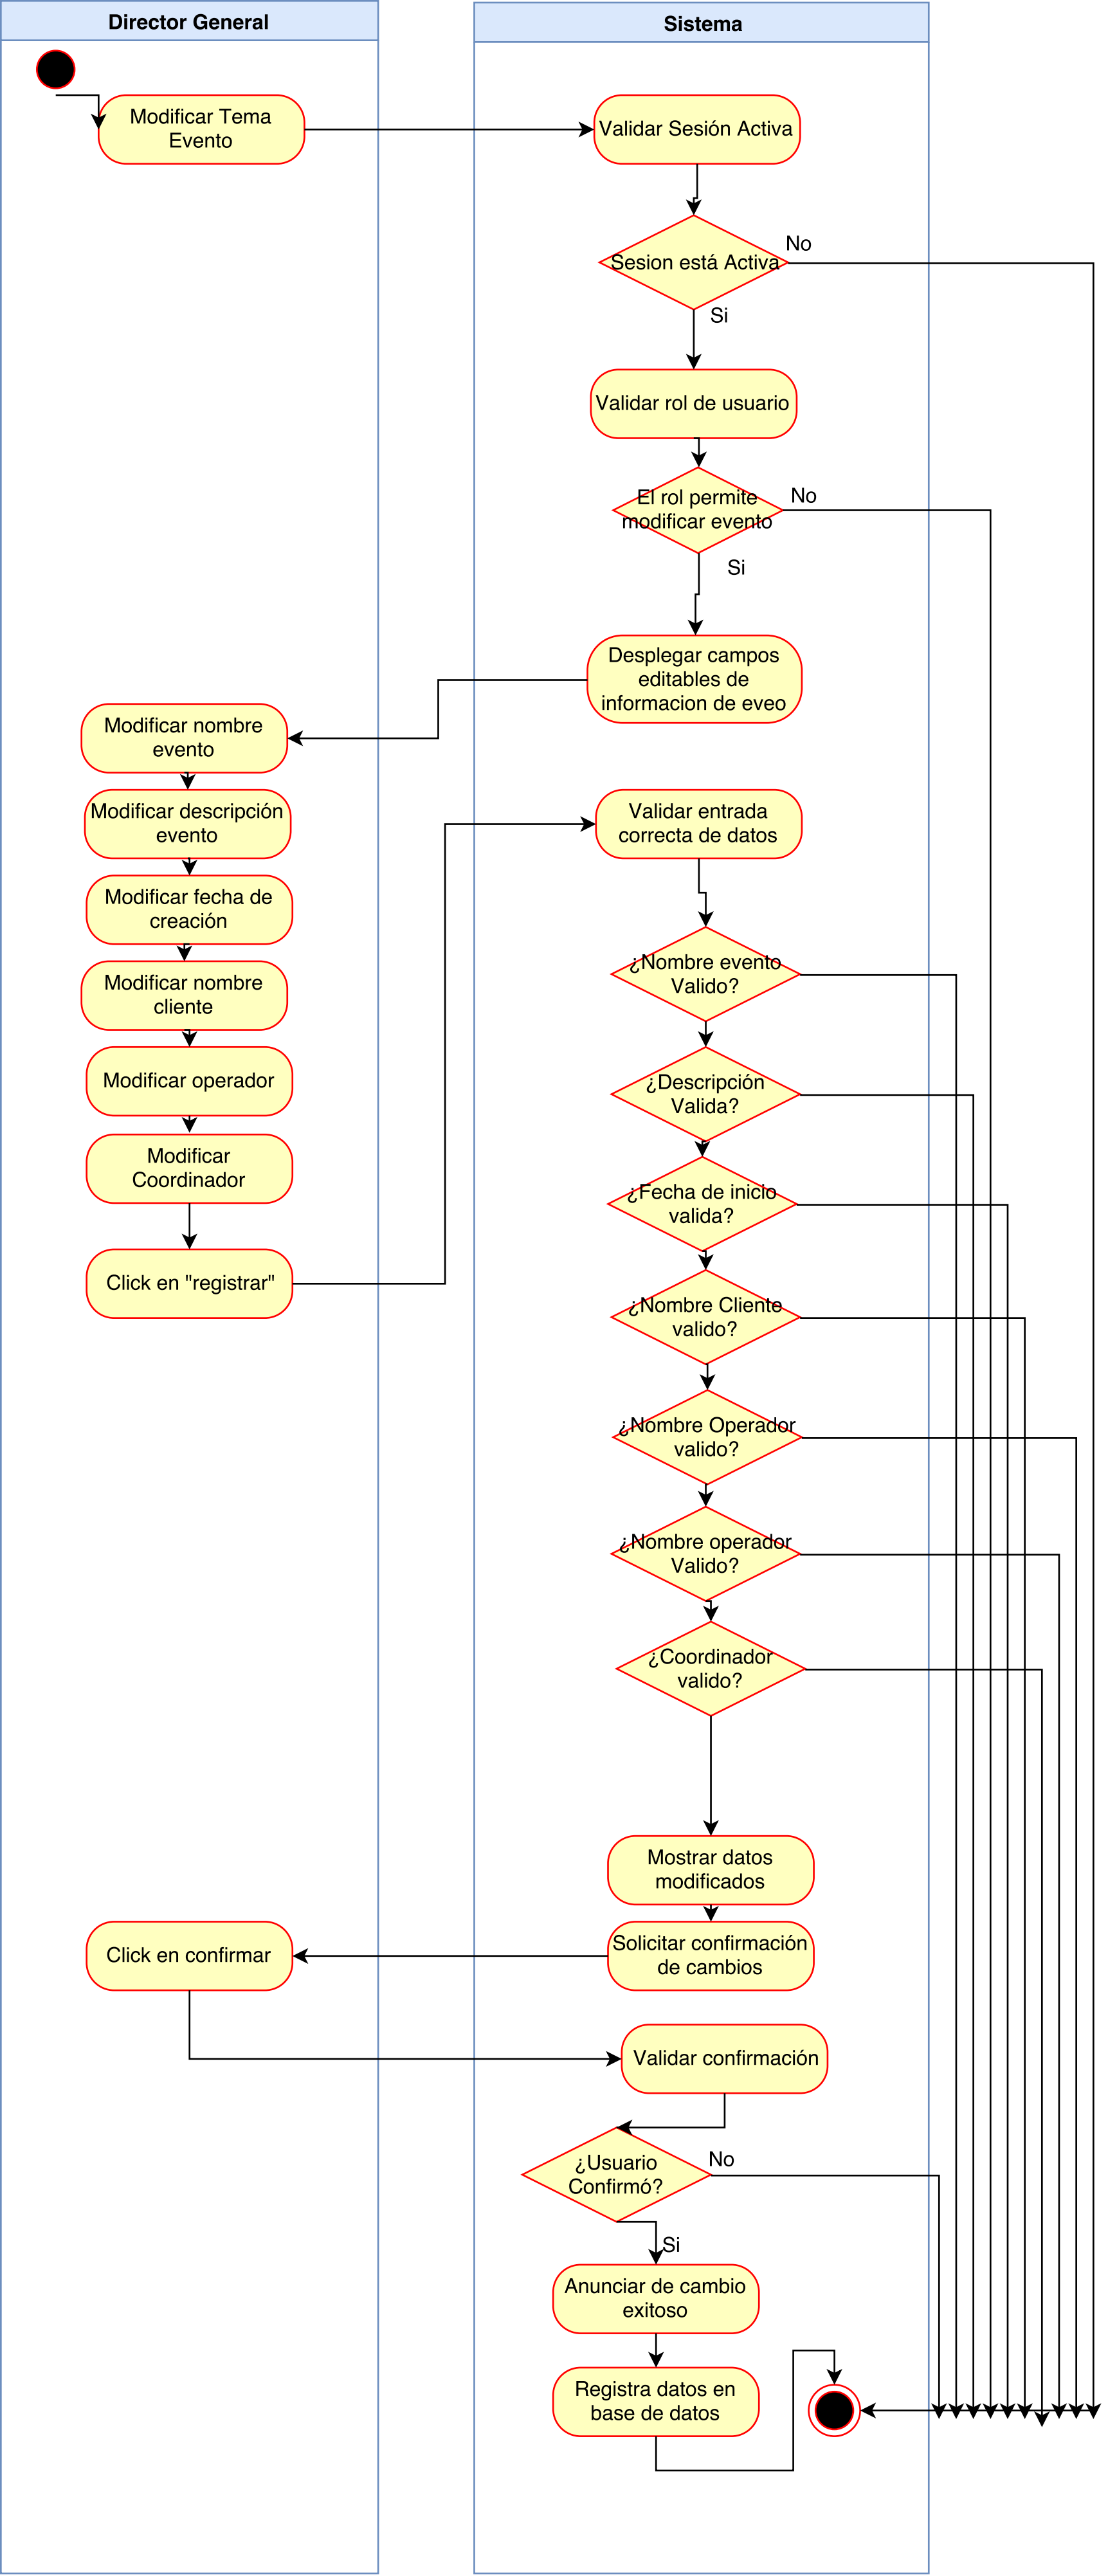 Director General
Sistema
Modificar Tema
Evento
Validar Sesión Activa
Sesion está Activa
No
Si
Validar rol de usuario
El rol permite
modificar evento
No
Si
Desplegar campos
editables de
informacion de eveo
Modificar nombre
evento
Modificar descripción
evento
Modificar fecha de
creación
Modificar nombre
cliente
Modificar operador
Modificar
Coordinador
Click en "registrar"
Validar entrada
correcta de datos
¿Nombre evento
Valido?
¿Descripción
Valida?
¿Fecha de inicio
valida?
¿Nombre Cliente
valido?
¿Nombre Operador
valido?
¿Nombre operador
Valido?
¿Coordinador
valido?
Mostrar datos
modificados
Solicitar confirmación
de cambios
Click en confirmar
Validar confirmación
¿Usuario
Confirmó?
No
Si
Anunciar de cambio
exitoso
Registra datos en
base de datos